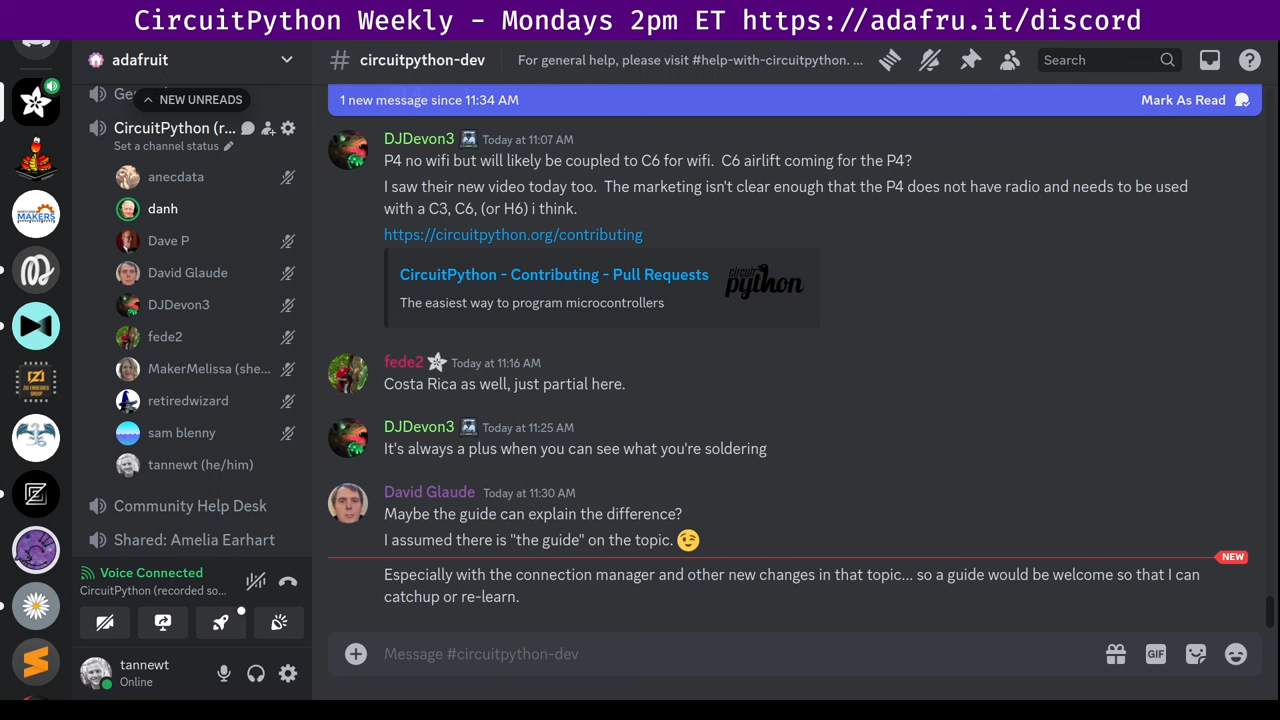 CircuitPython Weekly - Mondays 2pm ET https://adafru.it/discord
adafruit
NEW UNREADS
CircuitPython (r...
Set a channel status
anecdata
danh
Dave P
David Glaude
DJDevon3
fede2
MakerMelissa (she...
retiredwizard
sam blenny
tannewt (he/him)
Community Help Desk
Shared: Amelia Earhart
Voice Connected
CircuitPython (recorded so...
tannewt
Online
# circuitpython-dev
For general help, please visit #help-with-circuitpython. ...
Search
1 new message since 11:34 AM
Mark As Read
DJDevon3 Today at 11:07 AM
P4 no wifi but will likely be coupled to C6 for wifi.  C6 airlift coming for the P4?
I saw their new video today too.  The marketing isn't clear enough that the P4 does not have radio and needs to be used
with a C3, C6, (or H6) i think.
https://circuitpython.org/contributing
CircuitPython - Contributing - Pull Requests
The easiest way to program microcontrollers
circuit
python
fede2 Today at 11:16 AM
Costa Rica as well, just partial here.
DJDevon3 Today at 11:25 AM
It's always a plus when you can see what you're soldering
David Glaude Today at 11:30 AM
Maybe the guide can explain the difference?
I assumed there is "the guide" on the topic. 😉
NEW
Especially with the connection manager and other new changes in that topic... so a guide would be welcome so that I can
catchup or re-learn.
Message #circuitpython-dev
GIF